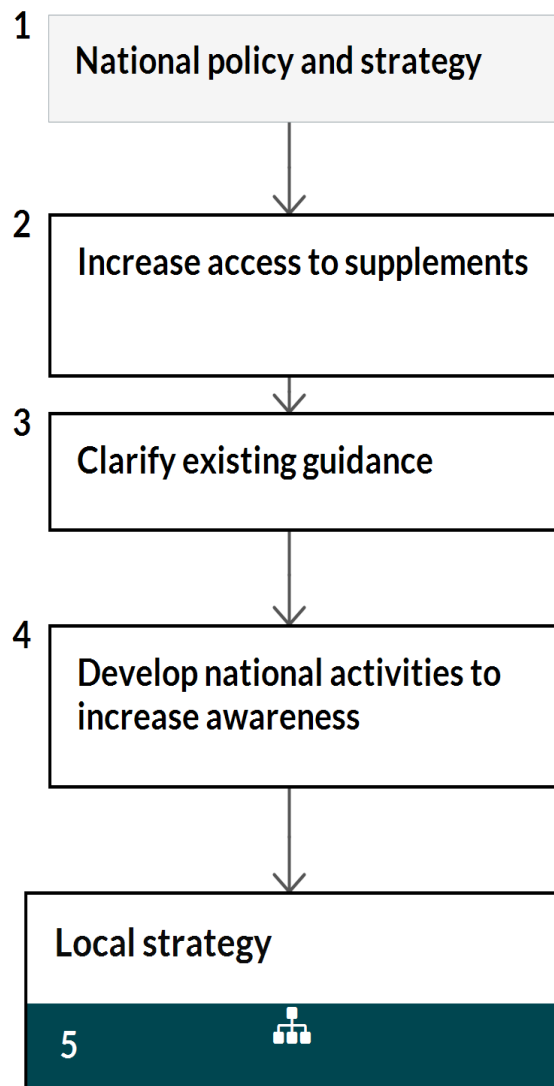 1
National policy and strategy
2
Increase access to supplements
3
Clarify existing guidance
4
Develop national activities to
increase awareness
Local strategy
5